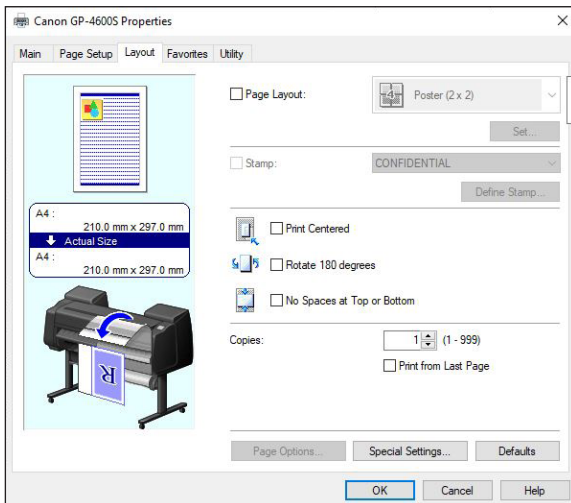 Canon GP-4600S Properties
Main Page Setup Layout Favorites Utility
Page Layout: 4 Poster (2 x 2)
Set...
Stamp: CONFIDENTIAL
Define Stamp...
A4 :
210.0 mm x 297.0 mm
Actual Size
A4 :
210.0 mm x 297.0 mm
Print Centered
Rotate 180 degrees
No Spaces at Top or Bottom
R
Copies: 1 (1 - 999)
Print from Last Page
Page Options... Special Settings... Defaults
OK Cancel Help